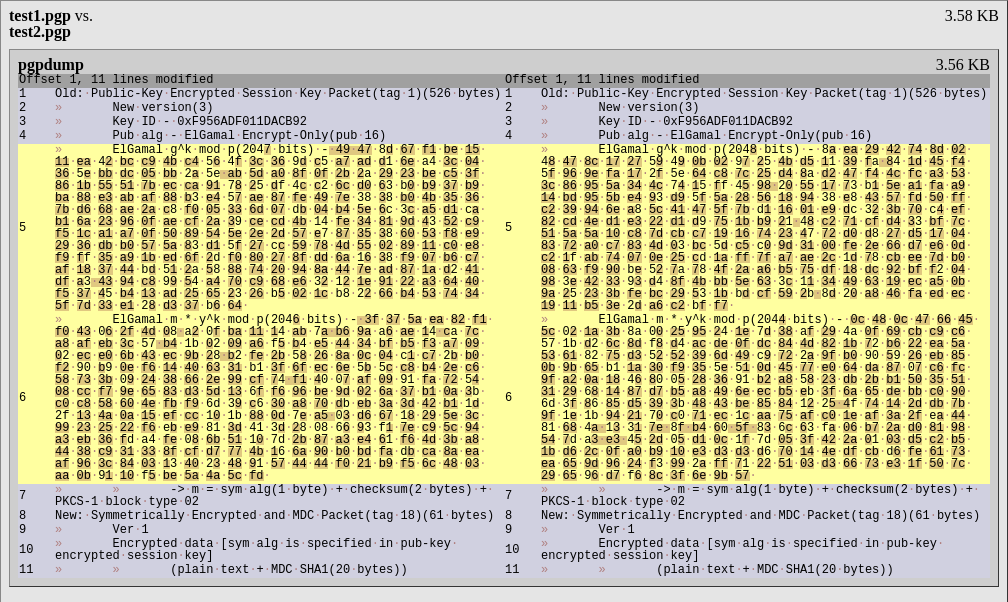 test1.pgp vs.
test2.pgp
3.58 KB
pgpdump
3.56 KB
Offset 1, 11 lines modified
1 Old: Public-Key Encrypted Session Key Packet(tag 1)(526 bytes)
2 » New version(3)
3 » Key ID - 0xF956ADF011DACB92
4 » Pub alg - ElGamal Encrypt-Only(pub 16)
5 » ElGamal g^k mod p(2047 bits) - 49 47 8d 67 f1 be 15
11 ea 42 bc c9 4b c4 56 4f 3c 36 9d c5 a7 ad d1 6e a4 3c 04
36 5e bb dc 05 bb 2a 5e ab 5d a0 8f 0f 2b 2a 29 23 be c5 3f
86 1b 55 51 7b ec ca 91 78 25 df 4c c2 6c d0 63 b0 b9 37 b9
ba 88 e3 ab af 88 b3 e4 57 ae 87 fe 49 7e 38 38 b0 4b 35 36
7b d6 68 ae 2a c8 f0 05 33 6d 07 db 04 b4 5e 6c 3c a5 d1 ca
b1 6a 23 96 0f ae cf 2a 39 ce cd 4b 14 fe 34 81 9d 43 52 c9
f5 1c a1 a7 0f 50 89 54 5e 2e 2d 57 e7 87 35 38 60 53 f8 e9
29 36 db b0 57 5a 83 d1 5f 27 cc 59 78 4d 55 02 89 11 c0 e8
f9 ff 35 a9 1b ed 6f 2d f0 80 27 8f dd 6a 16 38 f9 07 b6 c7
af 18 37 44 bd 51 2a 58 88 74 20 94 8a 44 7e ad 87 1a d2 41
df a3 43 94 c8 99 54 a4 70 c9 68 e6 32 12 1e 91 22 a3 64 40
f5 37 45 b4 13 ad 25 65 23 26 b5 02 1c b8 22 66 b4 53 74 34
5f 7d 33 e1 28 d3 37 b6 64
6 » ElGamal m * y^k mod p(2046 bits) - 3f 37 5a ea 82 f1
f0 43 06 2f 4d 08 a2 0f ba 11 14 ab 7a b6 9a a6 ae 14 ca 7c
a8 af eb 3c 57 b4 1b 02 09 a6 f5 b4 e5 44 34 bf b5 f3 a7 09
02 ec e0 6b 43 ec 9b 28 b2 fe 2b 58 26 8a 0c 04 c1 c7 2b b0
f2 90 b9 0e f6 14 40 63 31 b1 3f 6f ec 6e 5b 5c c8 b4 2e c6
58 73 3b 09 24 38 66 2e 99 cf 74 f1 40 07 af 09 91 fa 72 54
08 cc f7 9e 65 83 d3 5d 13 6f f6 96 be 9d 02 6a 37 b1 0a 3b
c0 c8 58 60 4e fb f9 6d 39 c6 30 a8 70 db eb 3a 3d 42 b1 1d
2f 13 4a 0a 15 ef cc 10 1b 88 0d 7e a5 03 d6 67 18 29 5e 3c
99 23 25 22 f6 eb e9 81 3d 41 3d 28 08 66 93 f1 7e c9 5c 94
a3 eb 36 fd a4 fe 08 6b 51 10 7d 2b 87 a3 e4 61 f6 4d 3b a8
44 38 c9 31 33 8f cf d7 77 4b 16 6a 90 b0 bd fa db ca 8a ea
af 96 3c 84 03 13 40 23 48 91 57 44 44 f0 21 b9 f5 6c 48 03
aa 0b 91 10 f5 be 5a 4a 5c fd
7 » » -> m = sym alg(1 byte) + checksum(2 bytes) +
PKCS-1 block type 02
8 New: Symmetrically Encrypted and MDC Packet(tag 18)(61 bytes)
9 » Ver 1
10 » Encrypted data [sym alg is specified in pub-key
encrypted session key]
11 » » (plain text + MDC SHA1(20 bytes))
Offset 1, 11 lines modified
1 Old: Public-Key Encrypted Session Key Packet(tag 1)(526 bytes)
2 » New version(3)
3 » Key ID - 0xF956ADF011DACB92
4 » Pub alg - ElGamal Encrypt-Only(pub 16)
5 » ElGamal g^k mod p(2048 bits) - 8a ea 29 42 74 8d 02
48 47 8c 17 27 59 49 0b 02 97 25 4b d5 11 39 fa 84 1d 45 f4
5f 96 9e fa 17 2f 5e 64 c8 7c 25 d4 8a d2 47 f4 4c fc a3 53
3c 86 95 5a 34 4c 74 15 ff 45 98 20 55 17 73 b1 5e a1 fa a9
14 bd 95 5b e4 93 d9 5f 5a 28 56 18 94 38 e8 43 57 fd 50 ff
c2 39 94 6e a8 5c 41 47 5f 7b d1 16 01 e9 dc 32 3b 70 c4 ef
82 cd 4e d1 e3 22 1f d9 75 1b b9 21 48 c2 71 cf d4 33 bf 7c
51 5a 5a 10 c8 7d cb c7 19 16 74 23 47 72 d0 d8 27 d5 17 04
83 72 a0 c7 83 4d 03 bc 5d c5 c0 9d 31 00 fe 2e 66 d7 e6 0d
c2 1f ab 74 07 0e 25 cd 1a ff 7f a7 ae 2c 1d 78 cb ee 7d b0
08 63 f9 90 be 52 7a 78 4f 2a a6 b5 75 df 18 dc 92 bf f2 04
98 3e 42 33 93 d4 8f 4b bb 5e 63 3c 11 34 49 63 19 ec a5 0b
9a 25 23 3b fe bc 29 53 1b bd cf 59 2b 8d 20 a8 46 fa ed ec
19 11 b5 3e 2d a6 c2 bf f7
6 » ElGamal m * y^k mod p(2044 bits) - 0c 48 0c 47 66 45
5c 02 1a 3b 8a 00 25 95 24 1e 7d 38 af 29 4a 0f 69 cb c9 c6
57 1b d2 6c 8d f8 d4 ac de 0f dc 84 4d 82 1b 72 b6 22 ea 5a
53 61 82 75 d3 52 52 39 6d 49 c9 72 2a 9f b0 90 59 26 eb 85
0b 9b 65 b1 1a 30 f9 35 5e 51 0d 45 77 e0 64 da 87 07 c6 fc
9f a2 0a 18 46 80 05 28 36 91 b2 a8 58 23 db 2b b1 50 35 51
31 29 68 14 87 d7 b5 a8 49 6e ec b5 eb 3f 6a 65 de bb c0 90
6d 3f 86 85 d5 39 3b 48 43 be 85 84 12 25 4f 74 14 2d db 7b
9f 1e 1b 94 21 70 c0 71 ec 1c aa 75 af c0 1e af 3a 2f ea 44
81 68 4a 13 31 7e 8f b4 60 5f 83 6c 63 fa 06 b7 2a d0 81 98
54 7d a3 e3 45 2d 05 d1 0c 1f 7d 05 3f 42 2a 01 03 d5 c2 b5
1b d6 2c 0f a0 b9 10 e3 d3 3d d6 70 14 4e df cb d6 fe 61 73
ea 65 9d 96 24 f3 99 2a ff 71 22 51 03 d3 66 73 e3 1f 50 7c
29 65 96 d7 f6 8c 3f 6e 9b 57
7 » » -> m = sym alg(1 byte) + checksum(2 bytes) +
PKCS-1 block type 02
8 New: Symmetrically Encrypted and MDC Packet(tag 18)(61 bytes)
9 » Ver 1
10 » Encrypted data [sym alg is specified in pub-key
encrypted session key]
11 » » (plain text + MDC SHA1(20 bytes))